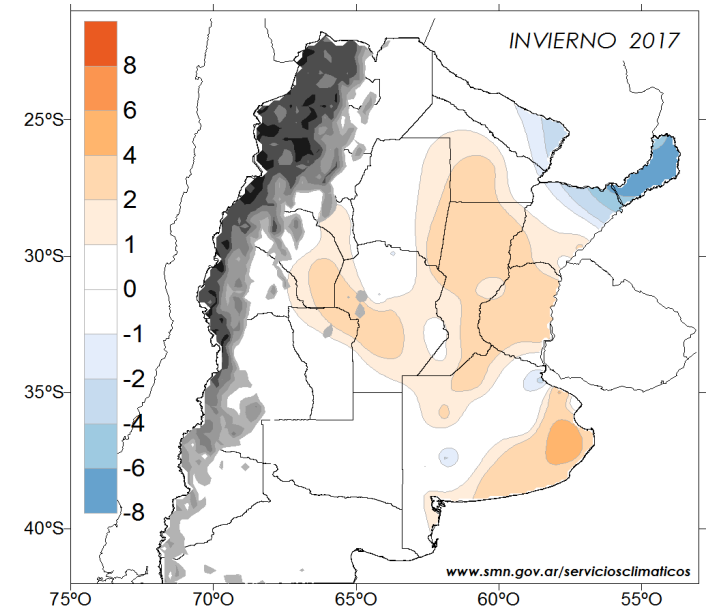 INVIERNO 2017
8
6
4
2
1
0
-1
-2
-4
-6
-8
25ºS
30ºS
35ºS
40ºS
75ºO
70ºO
65ºO
60ºO
55ºO
www.smn.gov.ar/serviciosclimaticos